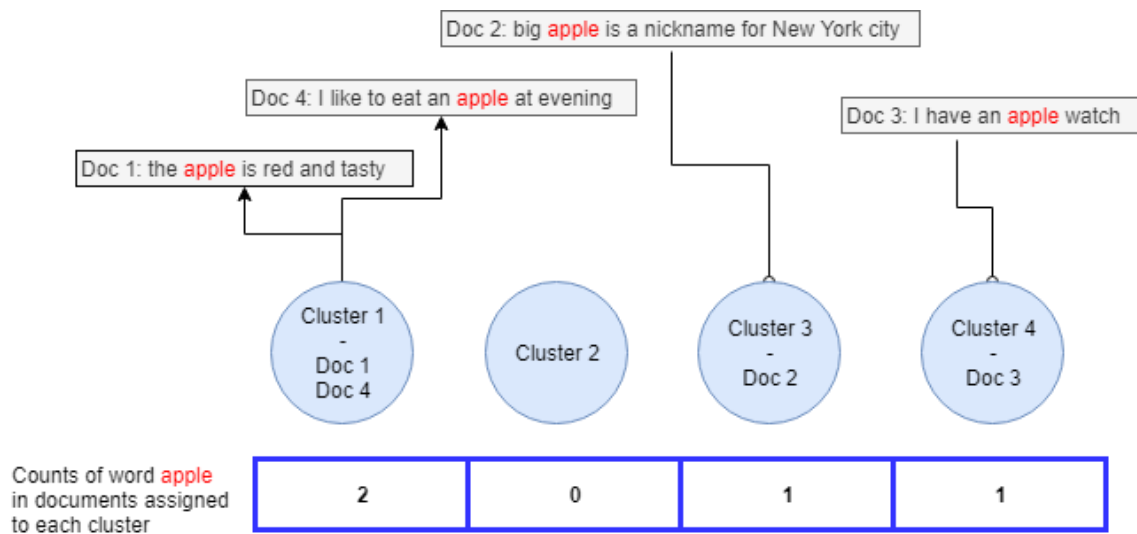 Doc 2: big apple is a nickname for New York city
Doc 4: I like to eat an apple at evening
Doc 3: I have an apple watch
Doc 1: the apple is red and tasty
Cluster 1
-
Doc 1
Doc 4
Cluster 2
Cluster 3
-
Doc 2
Cluster 4
-
Doc 3
Counts of word apple
in documents assigned
to each cluster
2
0
1
1